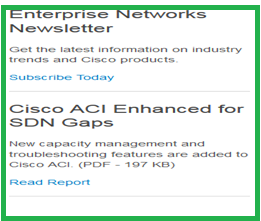 Enterprise Networks
Newsletter
Get the latest information on industry
trends and Cisco products.
Subscribe Today
Cisco ACI Enhanced for
SDN Gaps
New capacity management and
troubleshooting features are added to
Cisco ACI. (PDF - 197 KB)
Read Report